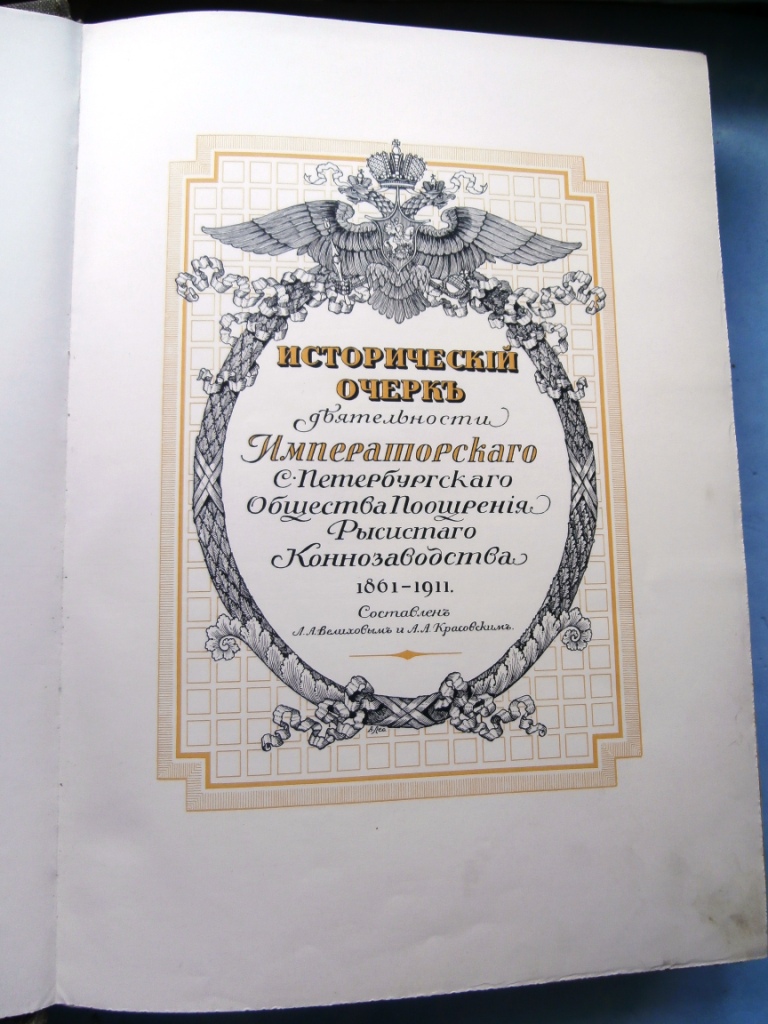 ИСТОРИЧЕСКІЙ
ОЧЕРКЪ
дѣятельности
Императорскаго
С·Петербургскаго
Общества Поощренія
Рысистаго
Коннозаводства
1861-1911.
Составленъ
А.А.Велиховымъ и А.А.Красовскимъ.